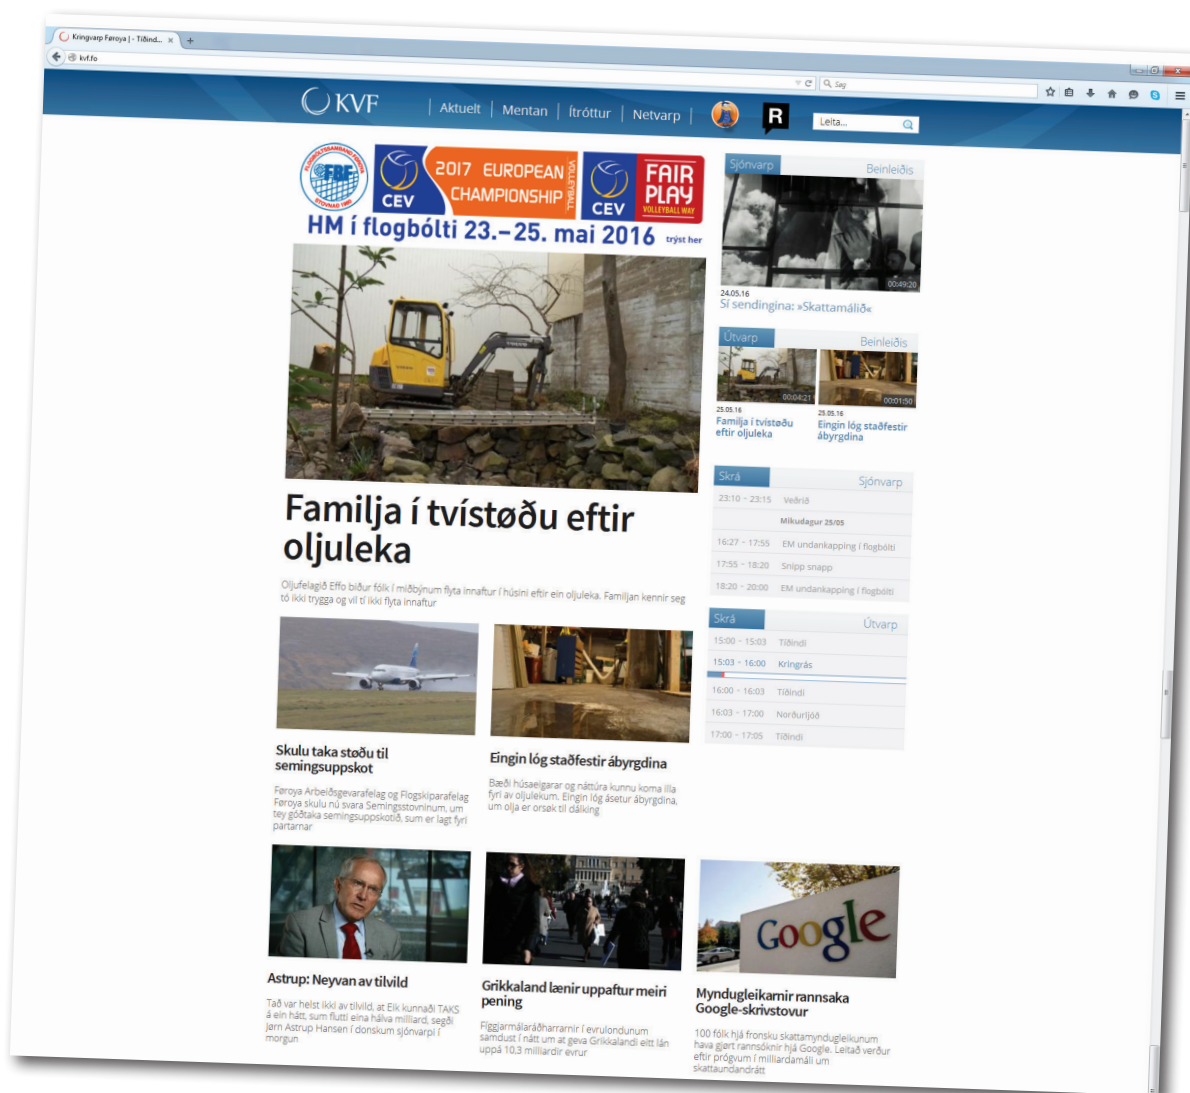 Kringvarp Føroya | - Tíðind...
kvf.fo
Søg
KVF
Aktuelt
Mentan
Ítróttur
Netvarp
R
Leita...
FBF
STOVNAÐ 1980
CEV
2017 EUROPEAN
CHAMPIONSHIP
VOLLEYBALL
CEV
FAIR
PLAY
VOLLEYBALL WAY
HM í flogbólti 23.–25. mai 2016
trýst her
Familja í tvístøðu eftir
oljuleka
Oljufelagið Effo biður fólk í miðbýnum flyta innaftur í húsini eftir ein oljuleka. Familjan kennir seg
tó ikki trygga og vil tí ikki flyta innaftur
Skulu taka støðu til
semingsuppskot
Føroya Arbeiðsgevarafelag og Flogskiparafelag
Føroya skulu nú svara Semingsstovninum, um
tey góðtaka semingsuppskotið, sum er lagt fyri
partarnar
Eingin lóg staðfestir ábyrgdina
Bæði húsaeigarar og náttúra kunnu koma illa
fyri av oljulekum. Eingin lóg ásetur ábyrgdina,
um olja er orsøk til dálking
Sjónvarp
Beinleiðis
00:49:20
24.05.16
Sí sendingina: »Skattamálið«
Útvarp
Beinleiðis
00:04:21
25.05.16
Familja í tvístøðu
eftir oljuleka
00:01:50
25.05.16
Eingin lóg staðfestir
ábyrgdina
Skrá
Sjónvarp
23:10 - 23:15 Veðrið
Mikudagur 25/05
16:27 - 17:55 EM undankapping í flogbólti
17:55 - 18:20 Snipp snapp
18:20 - 20:00 EM undankapping í flogbólti
Skrá
Útvarp
15:00 - 15:03 Tíðindi
15:03 - 16:00 Kringrás
16:00 - 16:03 Tíðindi
16:03 - 17:00 Norðurljóð
17:00 - 17:05 Tíðindi
Astrup: Neyvan av tilvild
Tað var helst ikki av tilvild, at Eik kunnaði TAKS
á ein hátt, sum flutti eina hálva milliard, segði
Jørn Astrup Hansen í donskum sjónvarpi í
morgun
Grikkaland lænir uppaftur meiri
pening
Fíggjarmálaráðharrarnir í evrulondunum
samdust í nátt um at geva Grikkalandi eitt lán
uppá 10,3 milliardir evrur
Google
Myndugleikarnir rannsaka
Google-skrivstovur
100 fólk hjá fronsku skattamyndugleikunum
hava gjørt rannsóknir hjá Google. Leitað verður
eftir prógvum í milliardamáli um
skattaundandrátt